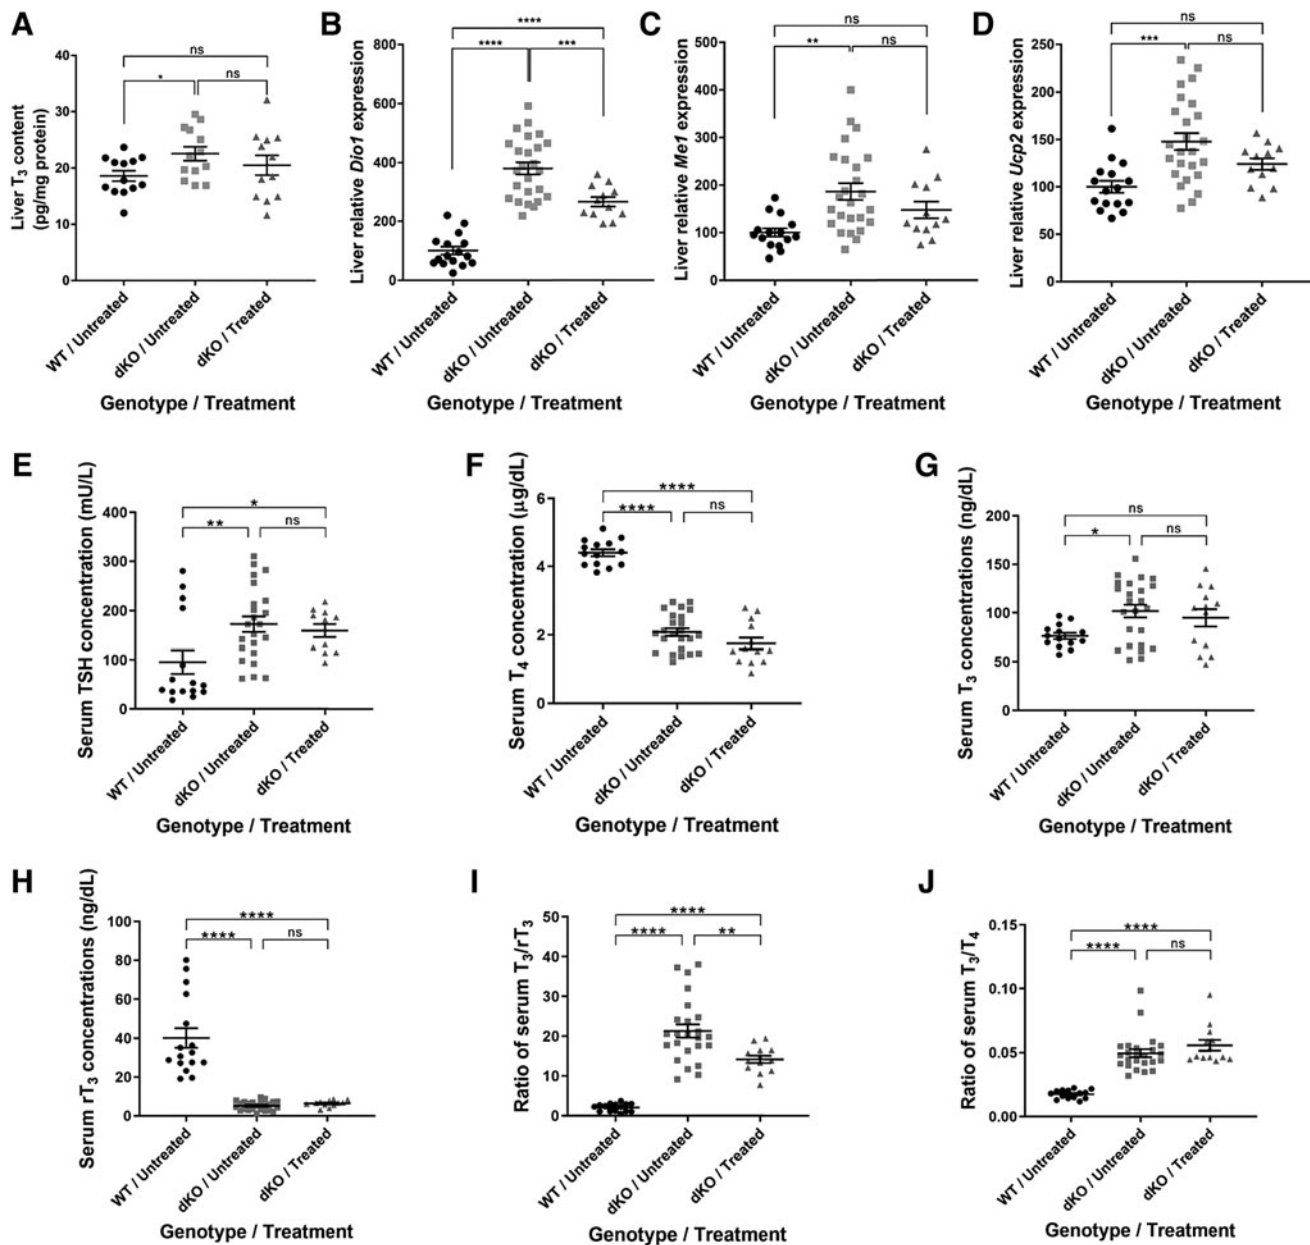 A
Liver T3 content
(pg/mg protein)
40
30
20
10
0
ns
*
ns
WT / Untreated
dKO / Untreated
dKO / Treated
Genotype / Treatment
B
Liver relative Dio1 expression
800
600
400
200
0
****
****
***
WT / Untreated
dKO / Untreated
dKO / Treated
Genotype / Treatment
C
Liver relative Me1 expression
500
400
300
200
100
0
ns
**
ns
WT / Untreated
dKO / Untreated
dKO / Treated
Genotype / Treatment
D
Liver relative Ucp2 expression
250
200
150
100
50
0
ns
***
ns
WT / Untreated
dKO / Untreated
dKO / Treated
Genotype / Treatment
E
Serum TSH concentration (mU/L)
400
300
200
100
0
*
**
ns
WT / Untreated
dKO / Untreated
dKO / Treated
Genotype / Treatment
F
Serum T4 concentration (µg/dL)
6
4
2
0
****
****
ns
WT / Untreated
dKO / Untreated
dKO / Treated
Genotype / Treatment
G
Serum T3 concentrations (ng/dL)
200
150
100
50
0
ns
*
ns
WT / Untreated
dKO / Untreated
dKO / Treated
Genotype / Treatment
H
Serum rT3 concentrations (ng/dL)
100
80
60
40
20
0
****
****
ns
WT / Untreated
dKO / Untreated
dKO / Treated
Genotype / Treatment
I
Ratio of serum T3/rT3
50
40
30
20
10
0
****
****
**
WT / Untreated
dKO / Untreated
dKO / Treated
Genotype / Treatment
J
Ratio of serum T3/T4
0.15
0.10
0.05
0.00
****
****
ns
WT / Untreated
dKO / Untreated
dKO / Treated
Genotype / Treatment